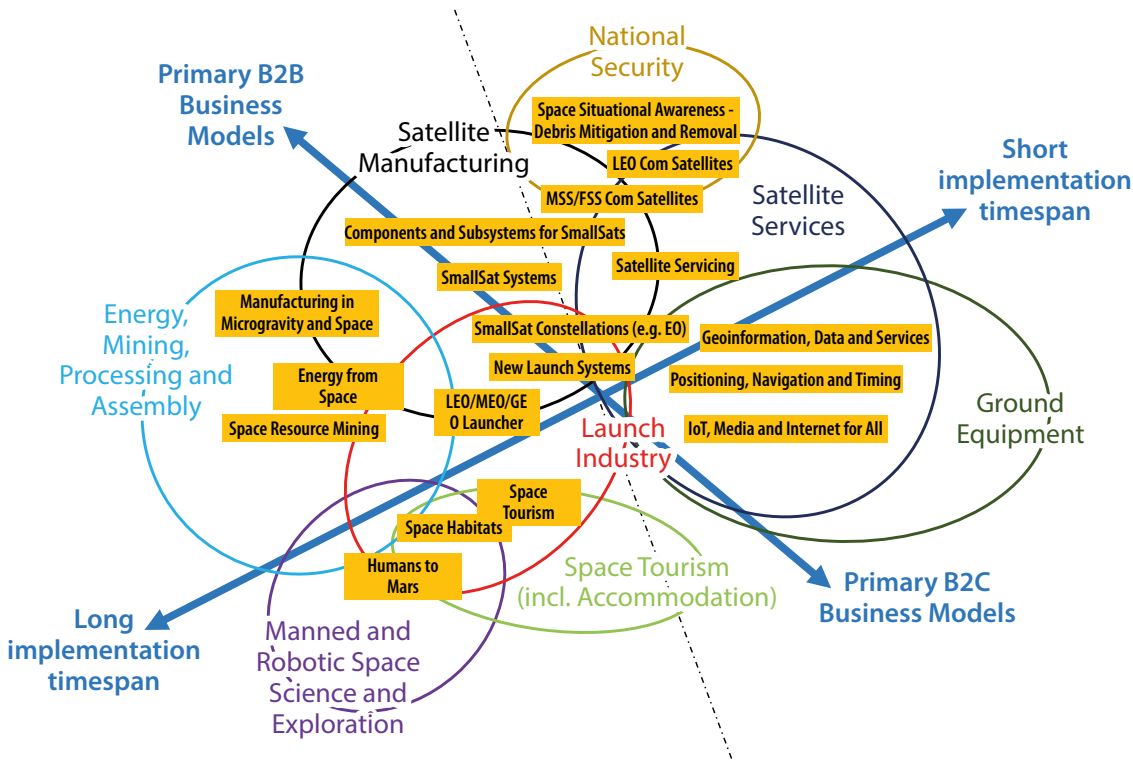 National
Security
Primary B2B
Business
Models
Space Situational Awareness -
Debris Mitigation and Removal
Satellite
Manufacturing
LEO Com Satellites
Short
implementation
timespan
MSS/FSS Com Satellites
Satellite
Services
Components and Subsystems for SmallSats
Satellite Servicing
SmallSat Systems
Manufacturing in
Microgravity and Space
Energy,
Mining,
Processing and
Assembly
SmallSat Constellations (e.g. EO)
Geoinformation, Data and Services
New Launch Systems
Energy from
Space
Positioning, Navigation and Timing
LEO/MEO/GE
O Launcher
Space Resource Mining
Ground
Equipment
IoT, Media and Internet for All
Launch
Industry
Space
Tourism
Space Habitats
Humans to
Mars
Space Tourism
(incl. Accommodation)
Primary B2C
Business Models
Long
implementation
timespan
Manned and
Robotic Space
Science and
Exploration